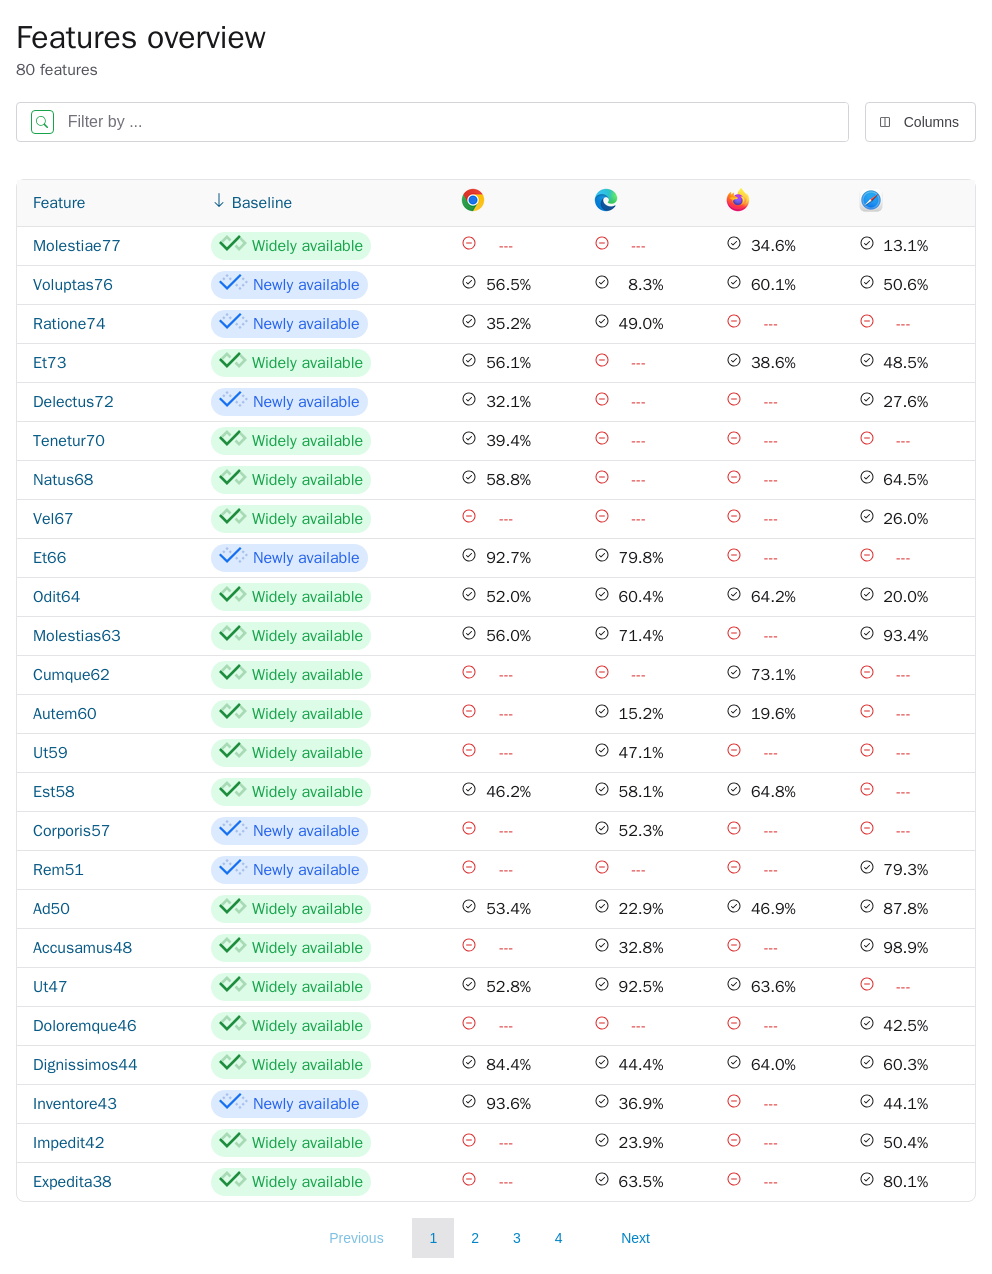 Features overview
80 features
Filter by ...
Columns
Feature Baseline
Molestiae77 Widely available --- --- 34.6% 13.1%
Voluptas76 Newly available 56.5% 8.3% 60.1% 50.6%
Ratione74 Newly available 35.2% 49.0% --- ---
Et73 Widely available 56.1% --- 38.6% 48.5%
Delectus72 Newly available 32.1% --- --- 27.6%
Tenetur70 Widely available 39.4% --- --- ---
Natus68 Widely available 58.8% --- --- 64.5%
Vel67 Widely available --- --- --- 26.0%
Et66 Newly available 92.7% 79.8% --- ---
Odit64 Widely available 52.0% 60.4% 64.2% 20.0%
Molestias63 Widely available 56.0% 71.4% --- 93.4%
Cumque62 Widely available --- --- 73.1% ---
Autem60 Widely available --- 15.2% 19.6% ---
Ut59 Widely available --- 47.1% --- ---
Est58 Widely available 46.2% 58.1% 64.8% ---
Corporis57 Newly available --- 52.3% --- ---
Rem51 Newly available --- --- --- 79.3%
Ad50 Widely available 53.4% 22.9% 46.9% 87.8%
Accusamus48 Widely available --- 32.8% --- 98.9%
Ut47 Widely available 52.8% 92.5% 63.6% ---
Doloremque46 Widely available --- --- --- 42.5%
Dignissimos44 Widely available 84.4% 44.4% 64.0% 60.3%
Inventore43 Newly available 93.6% 36.9% --- 44.1%
Impedit42 Widely available --- 23.9% --- 50.4%
Expedita38 Widely available --- 63.5% --- 80.1%
Previous 1 2 3 4 Next